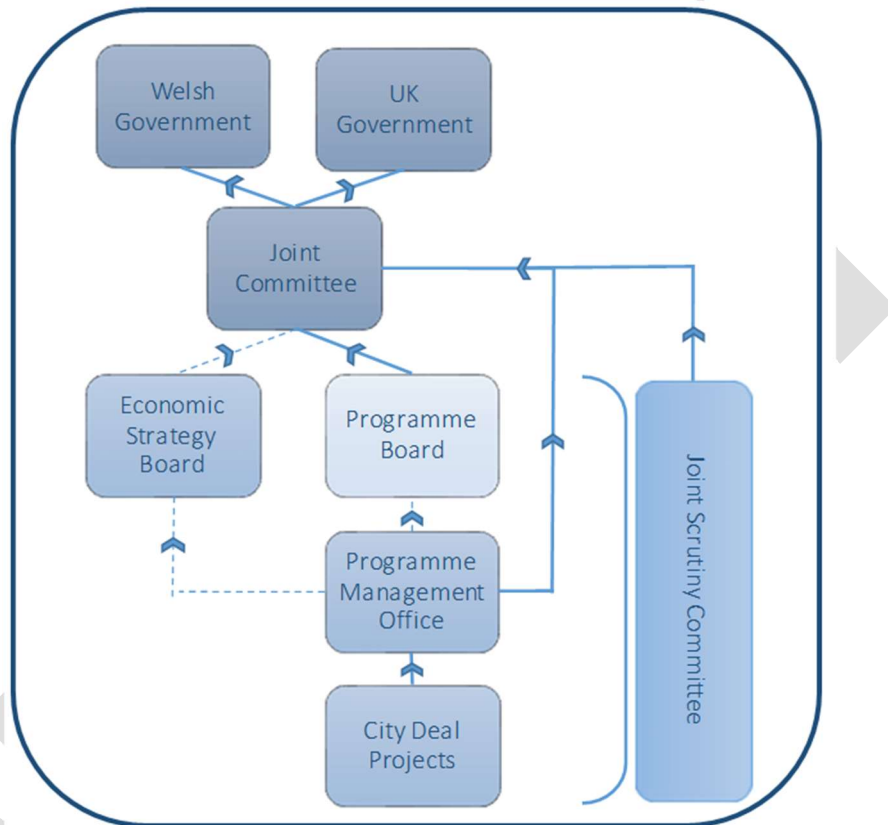 Welsh
Government
UK
Government
Joint
Committee
Economic
Strategy
Board
Programme
Board
Programme
Management
Office
City Deal
Projects
Joint Scrutiny Committee